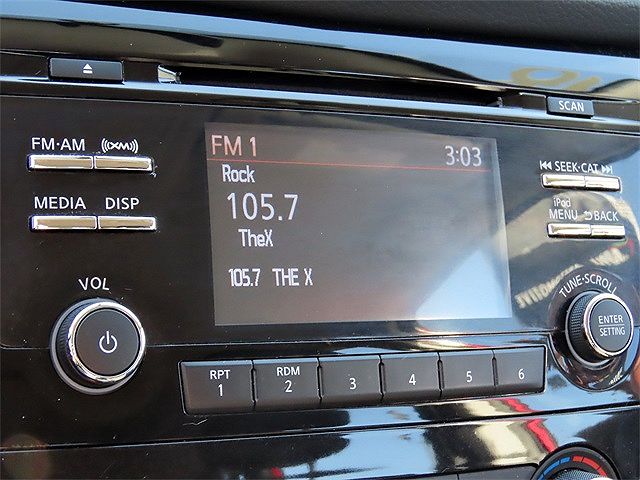 SCAN
FM·AM ((XM))
FM 1 3:03
SEEK·CAT
Rock
MEDIA DISP
105.7
iPod
MENU BACK
TheX
105.7 THE X
VOL
TUNE·SCROLL
ENTER
SETTING
RPT RDM
1 2 3 4 5 6